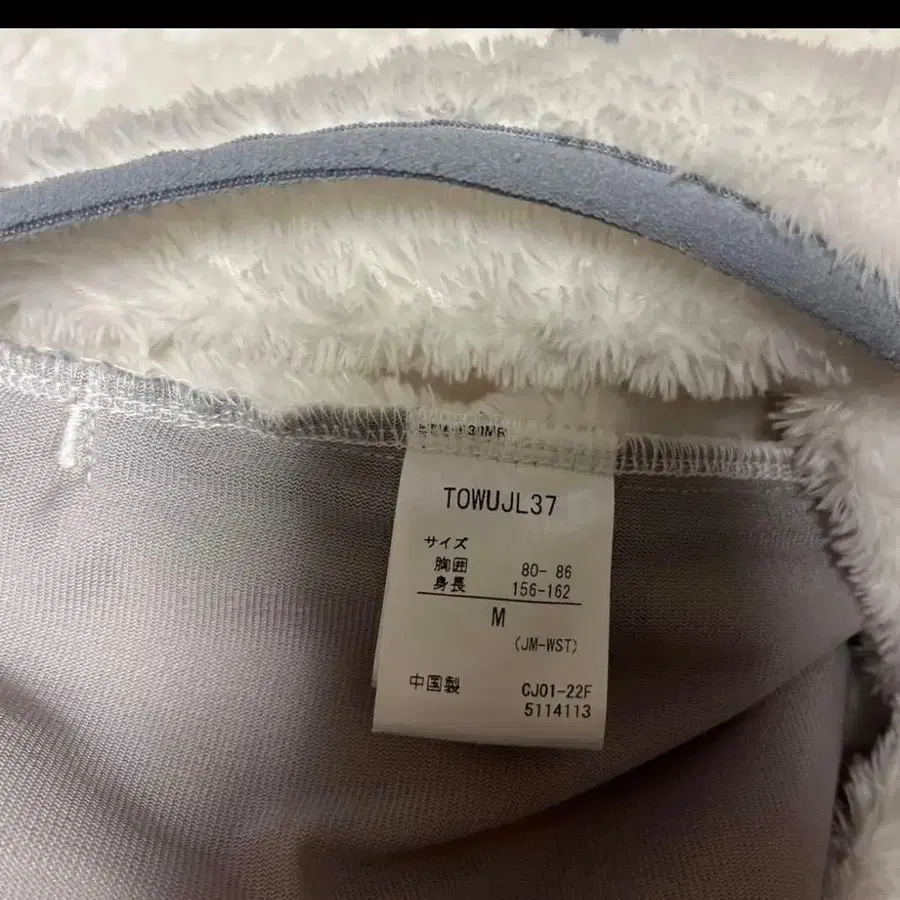 TOWUJL37
サイズ
胸囲 80- 86
身長 156-162
M
(JM-WST)
中国製 CJ01-22F
5114113